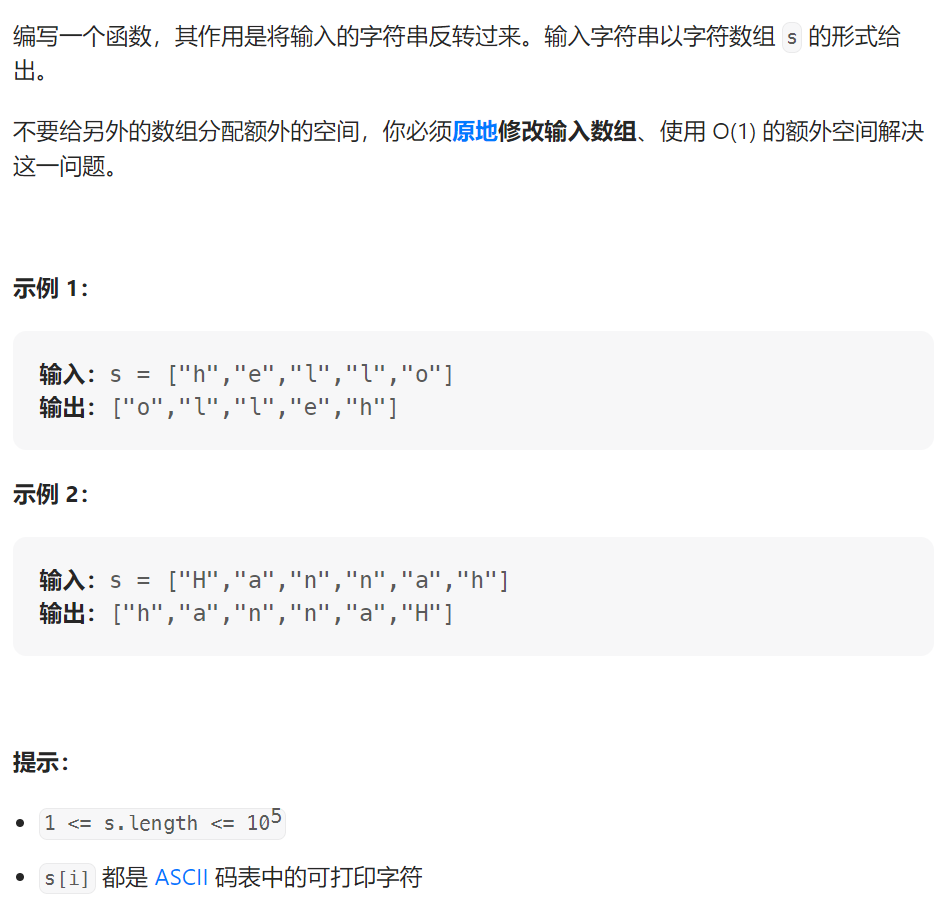 编写一个函数，其作用是将输入的字符串反转过来。输入字符串以字符数组 s 的形式给
出。
不要给另外的数组分配额外的空间，你必须原地修改输入数组、使用 O(1) 的额外空间解决
这一问题。
示例 1：
输入：s = ["h","e","l","l","o"]
输出：["o","l","l","e","h"]
示例 2：
输入：s = ["H","a","n","n","a","h"]
输出：["h","a","n","n","a","H"]
提示：
• 1 <= s.length <= 10⁵
• s[i] 都是 ASCII 码表中的可打印字符